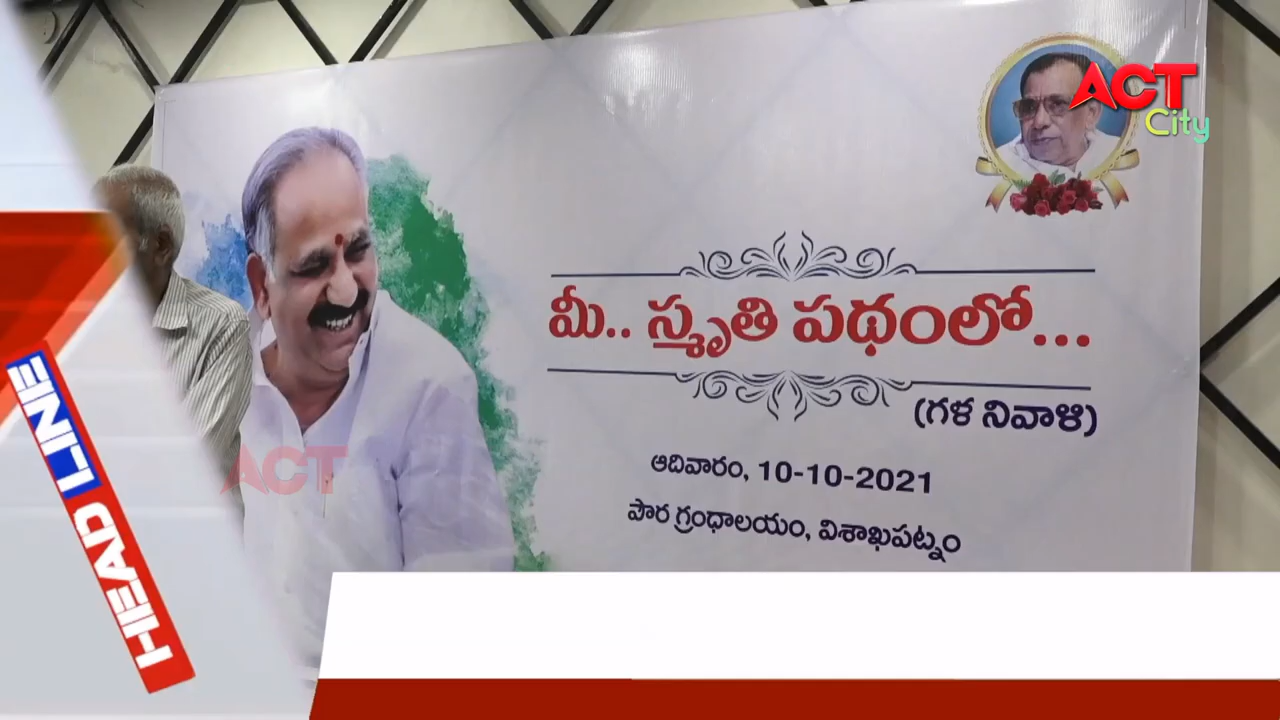 ACT
City
మీ.. స్మృతి పథంలో...
(గళ నివాళి)
ఆదివారం, 10-10-2021
పౌర గ్రంథాలయం, విశాఖపట్నం
ACT
HEAD LINE